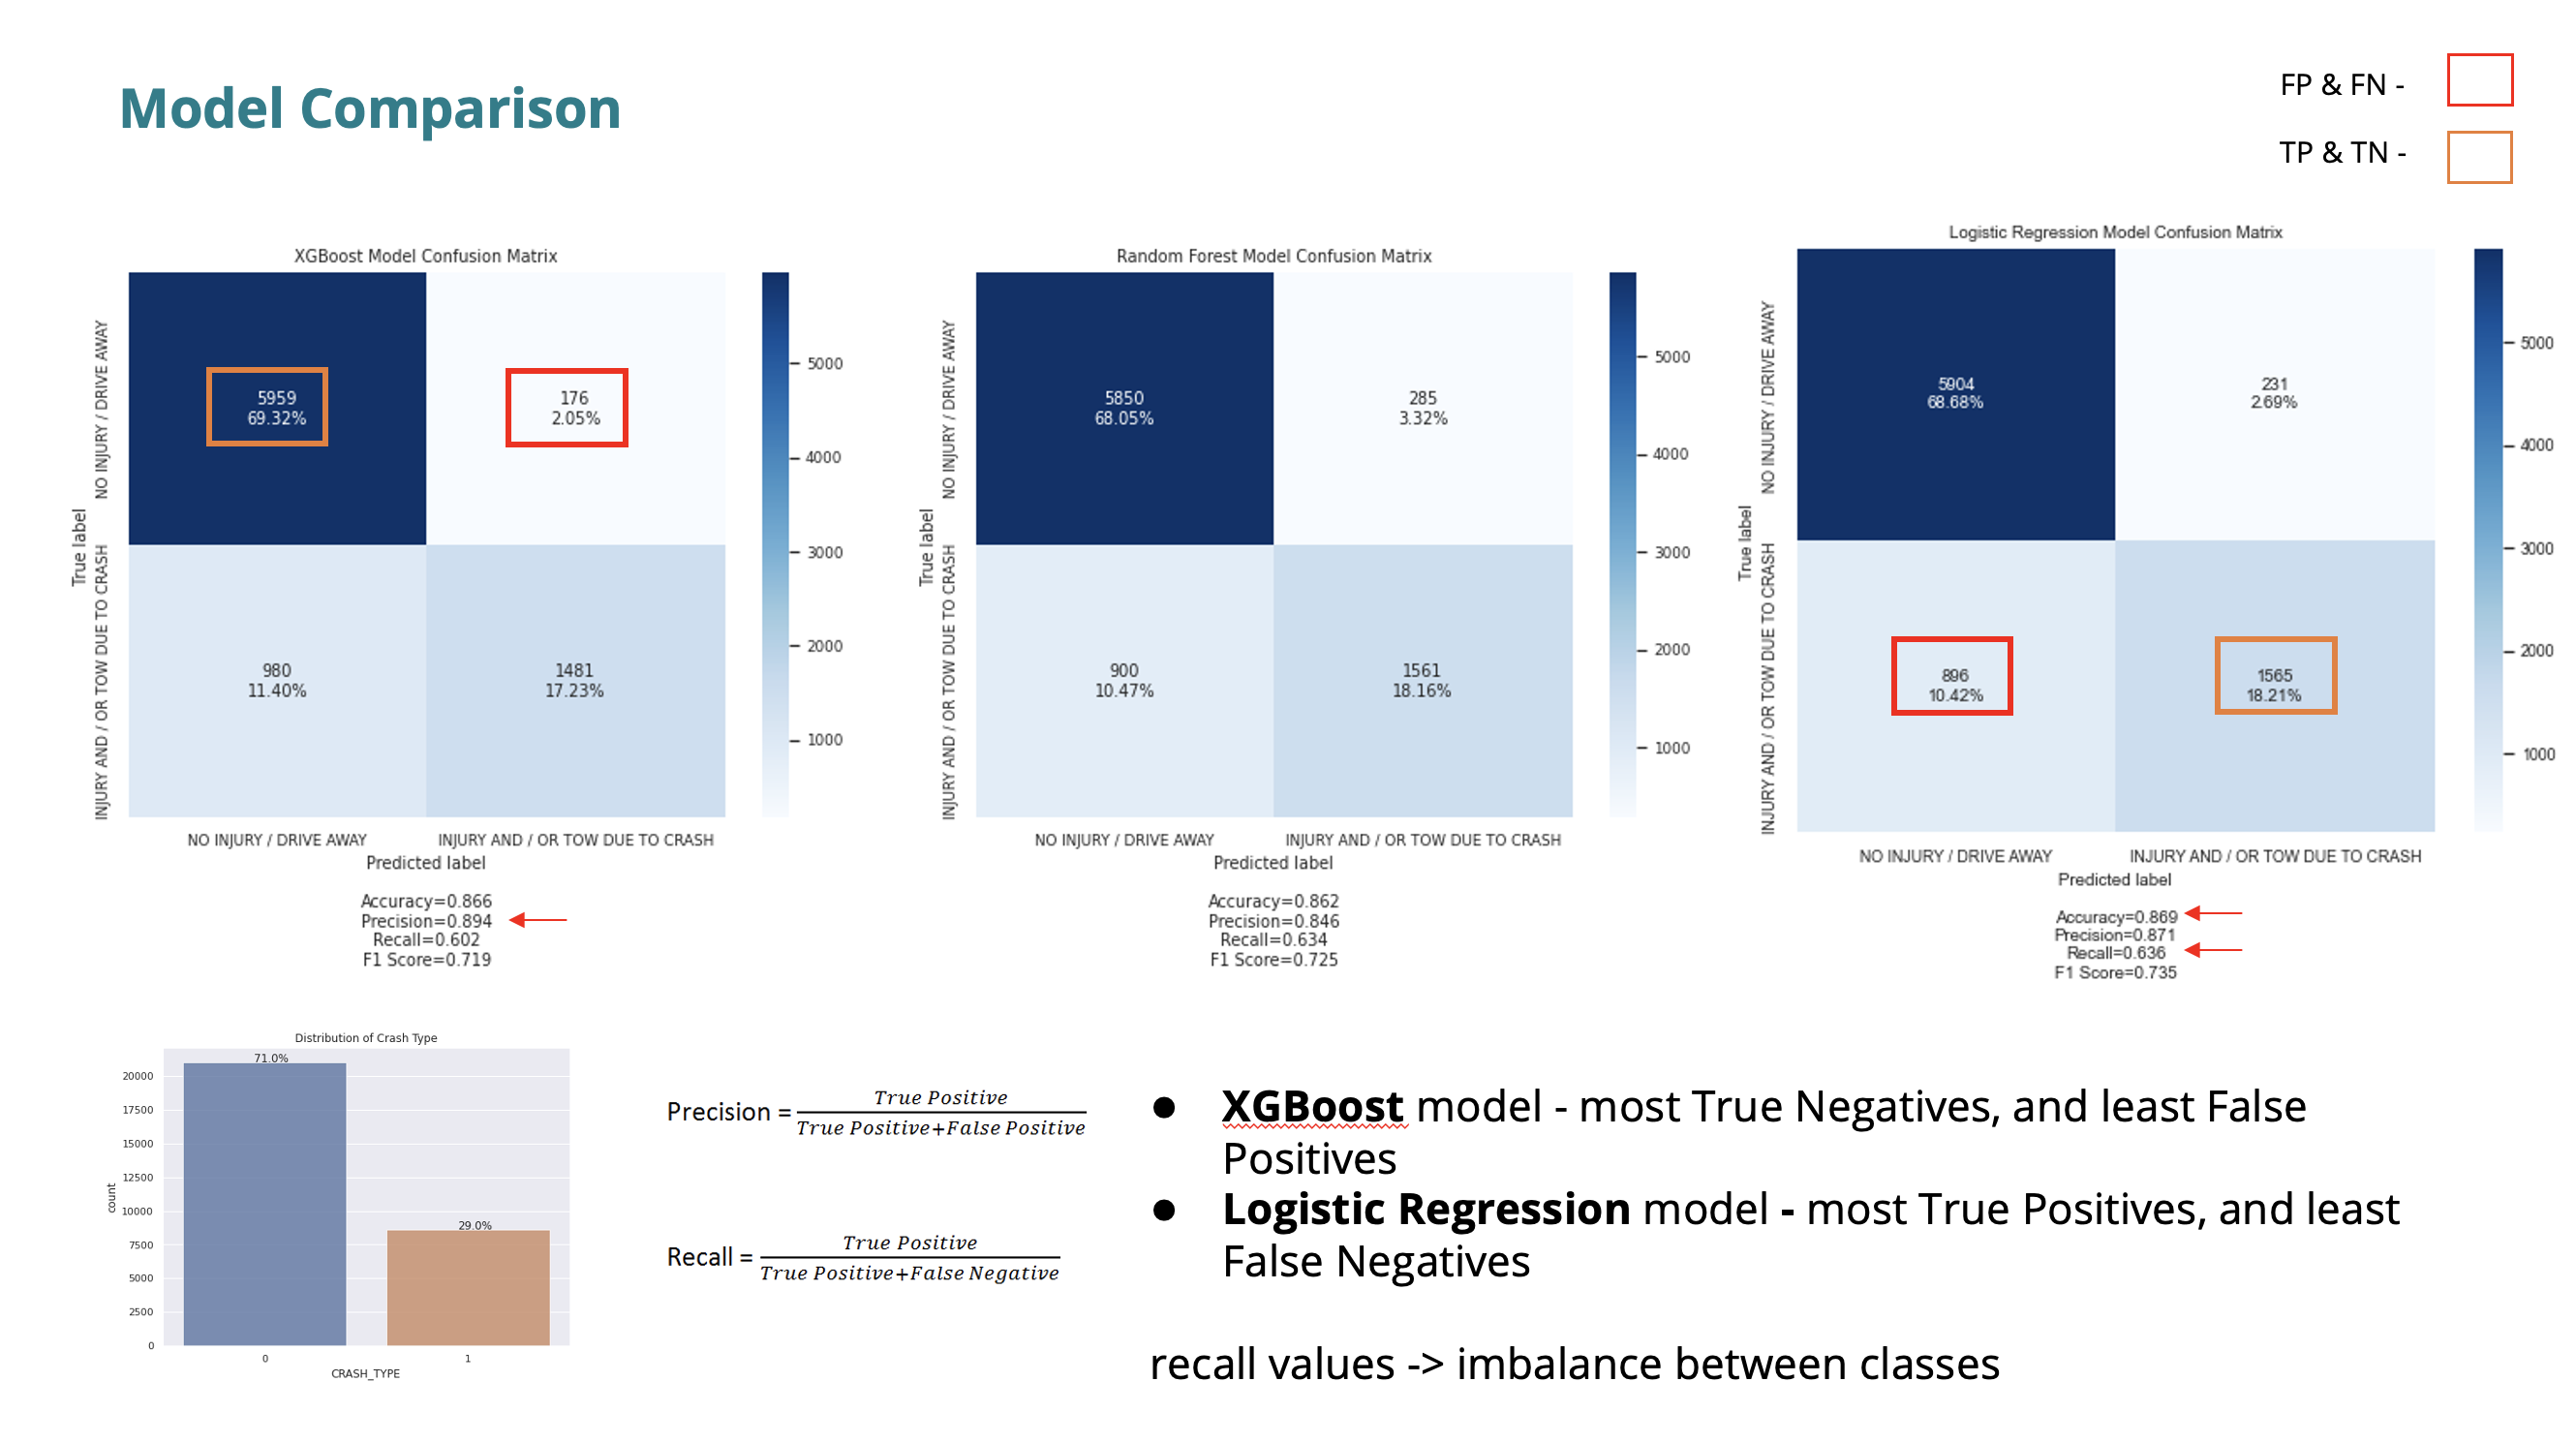 Model Comparison
FP & FN -
TP & TN -
XGBoost Model Confusion Matrix
True label
NO INJURY / DRIVE AWAY
INJURY AND / OR TOW DUE TO CRASH
5959
69.32%
176
2.05%
980
11.40%
1481
17.23%
5000
4000
3000
2000
1000
NO INJURY / DRIVE AWAY
INJURY AND / OR TOW DUE TO CRASH
Predicted label
Accuracy=0.866
Precision=0.894
Recall=0.602
F1 Score=0.719
Random Forest Model Confusion Matrix
True label
NO INJURY / DRIVE AWAY
INJURY AND / OR TOW DUE TO CRASH
5850
68.05%
285
3.32%
900
10.47%
1561
18.16%
5000
4000
3000
2000
1000
NO INJURY / DRIVE AWAY
INJURY AND / OR TOW DUE TO CRASH
Predicted label
Accuracy=0.862
Precision=0.846
Recall=0.634
F1 Score=0.725
Logistic Regression Model Confusion Matrix
True label
NO INJURY / DRIVE AWAY
INJURY AND / OR TOW DUE TO CRASH
5904
68.68%
231
2.69%
896
10.42%
1565
18.21%
5000
4000
3000
2000
1000
NO INJURY / DRIVE AWAY
INJURY AND / OR TOW DUE TO CRASH
Predicted label
Accuracy=0.869
Precision=0.871
Recall=0.636
F1 Score=0.735
Distribution of Crash Type
71.0%
29.0%
20000
17500
15000
12500
10000
7500
5000
2500
0
count
0
1
CRASH_TYPE
Precision = True Positive
True Positive+False Positive
Recall = True Positive
True Positive+False Negative
● XGBoost model - most True Negatives, and least False
Positives
● Logistic Regression model - most True Positives, and least
False Negatives
recall values -> imbalance between classes